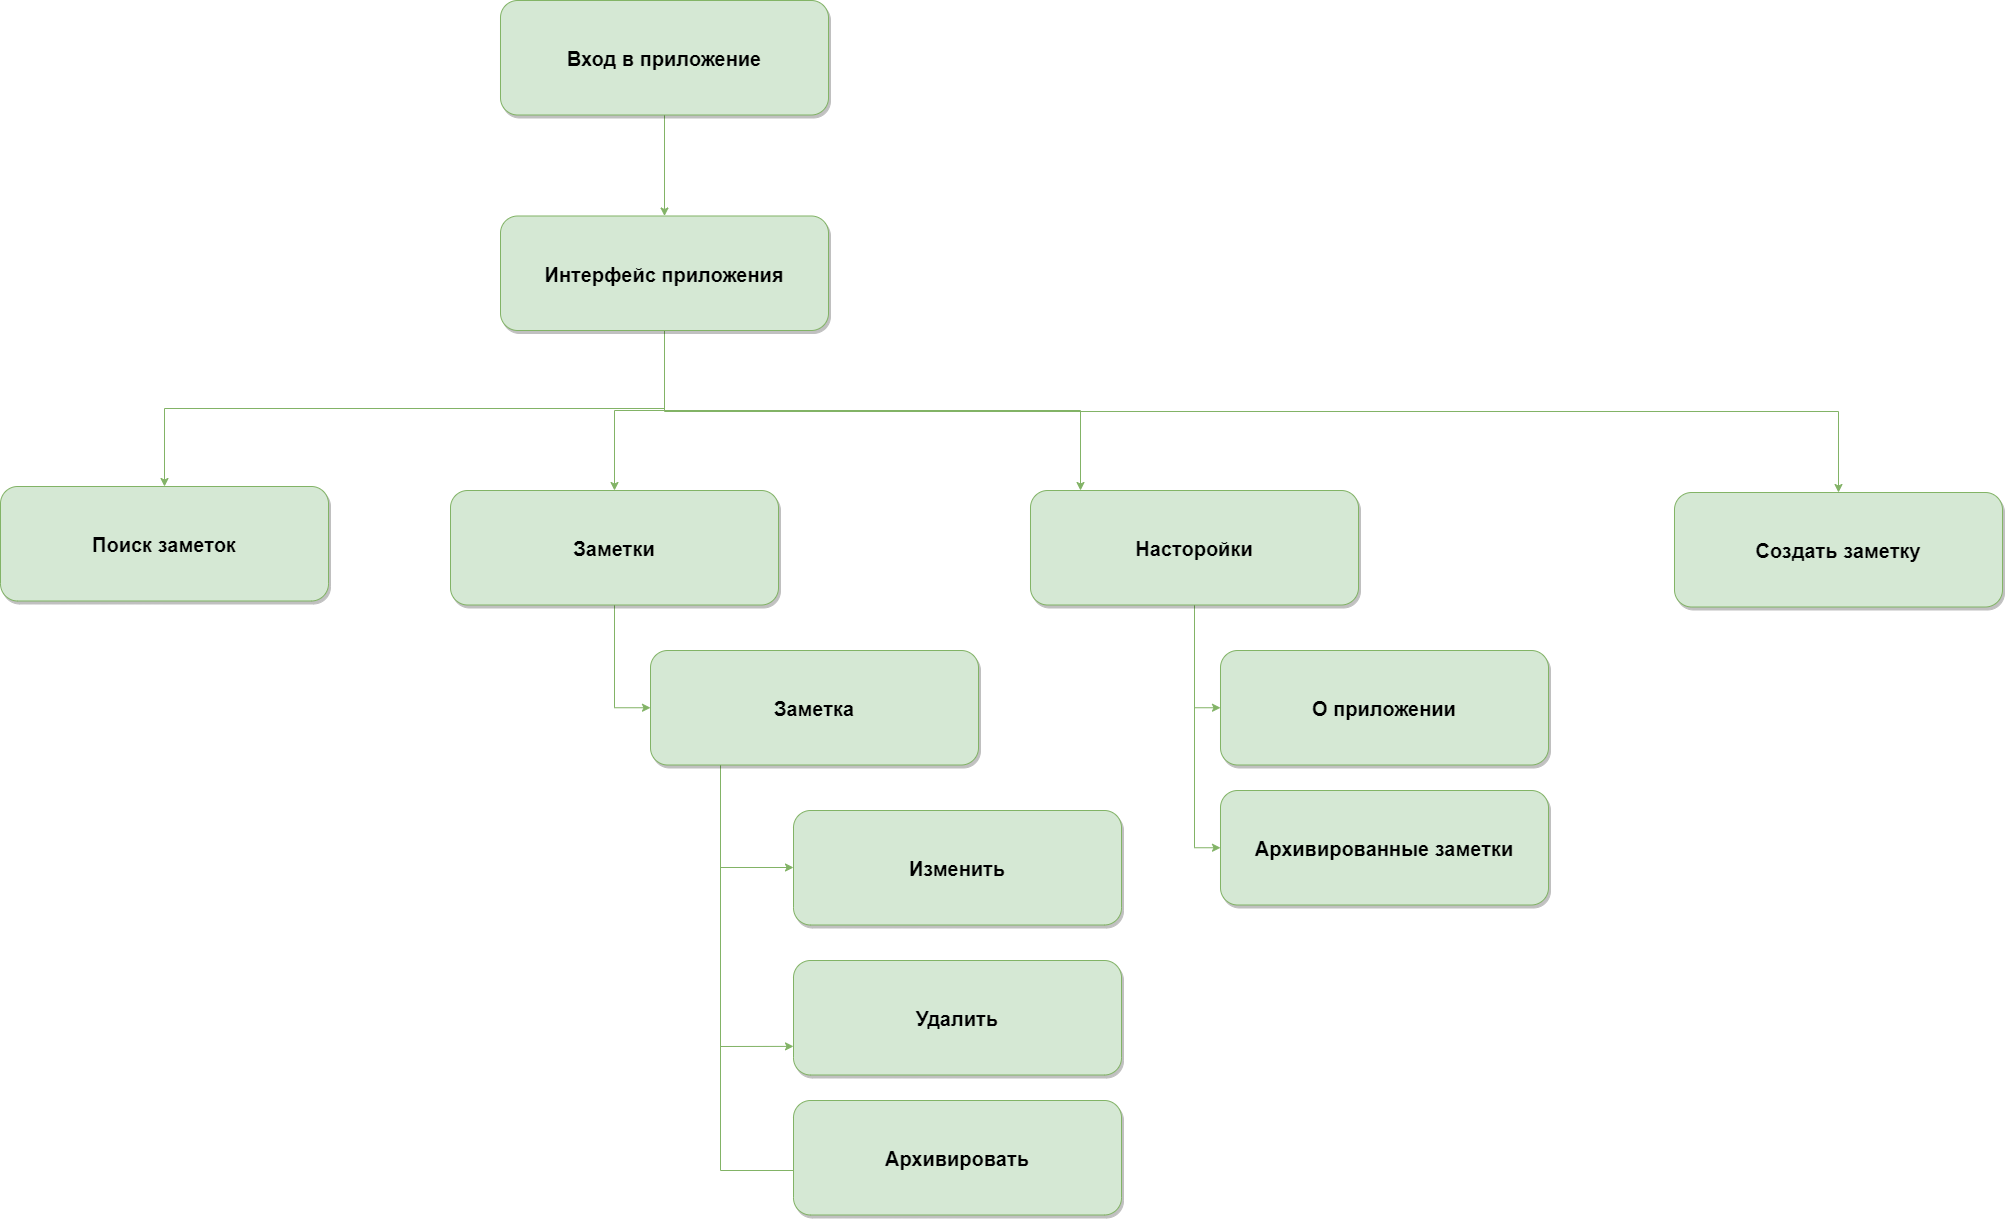 Вход в приложение
Интерфейс приложения
Поиск заметок
Заметки
Насторойки
Создать заметку
Заметка
О приложении
Архивированные заметки
Изменить
Удалить
Архивировать